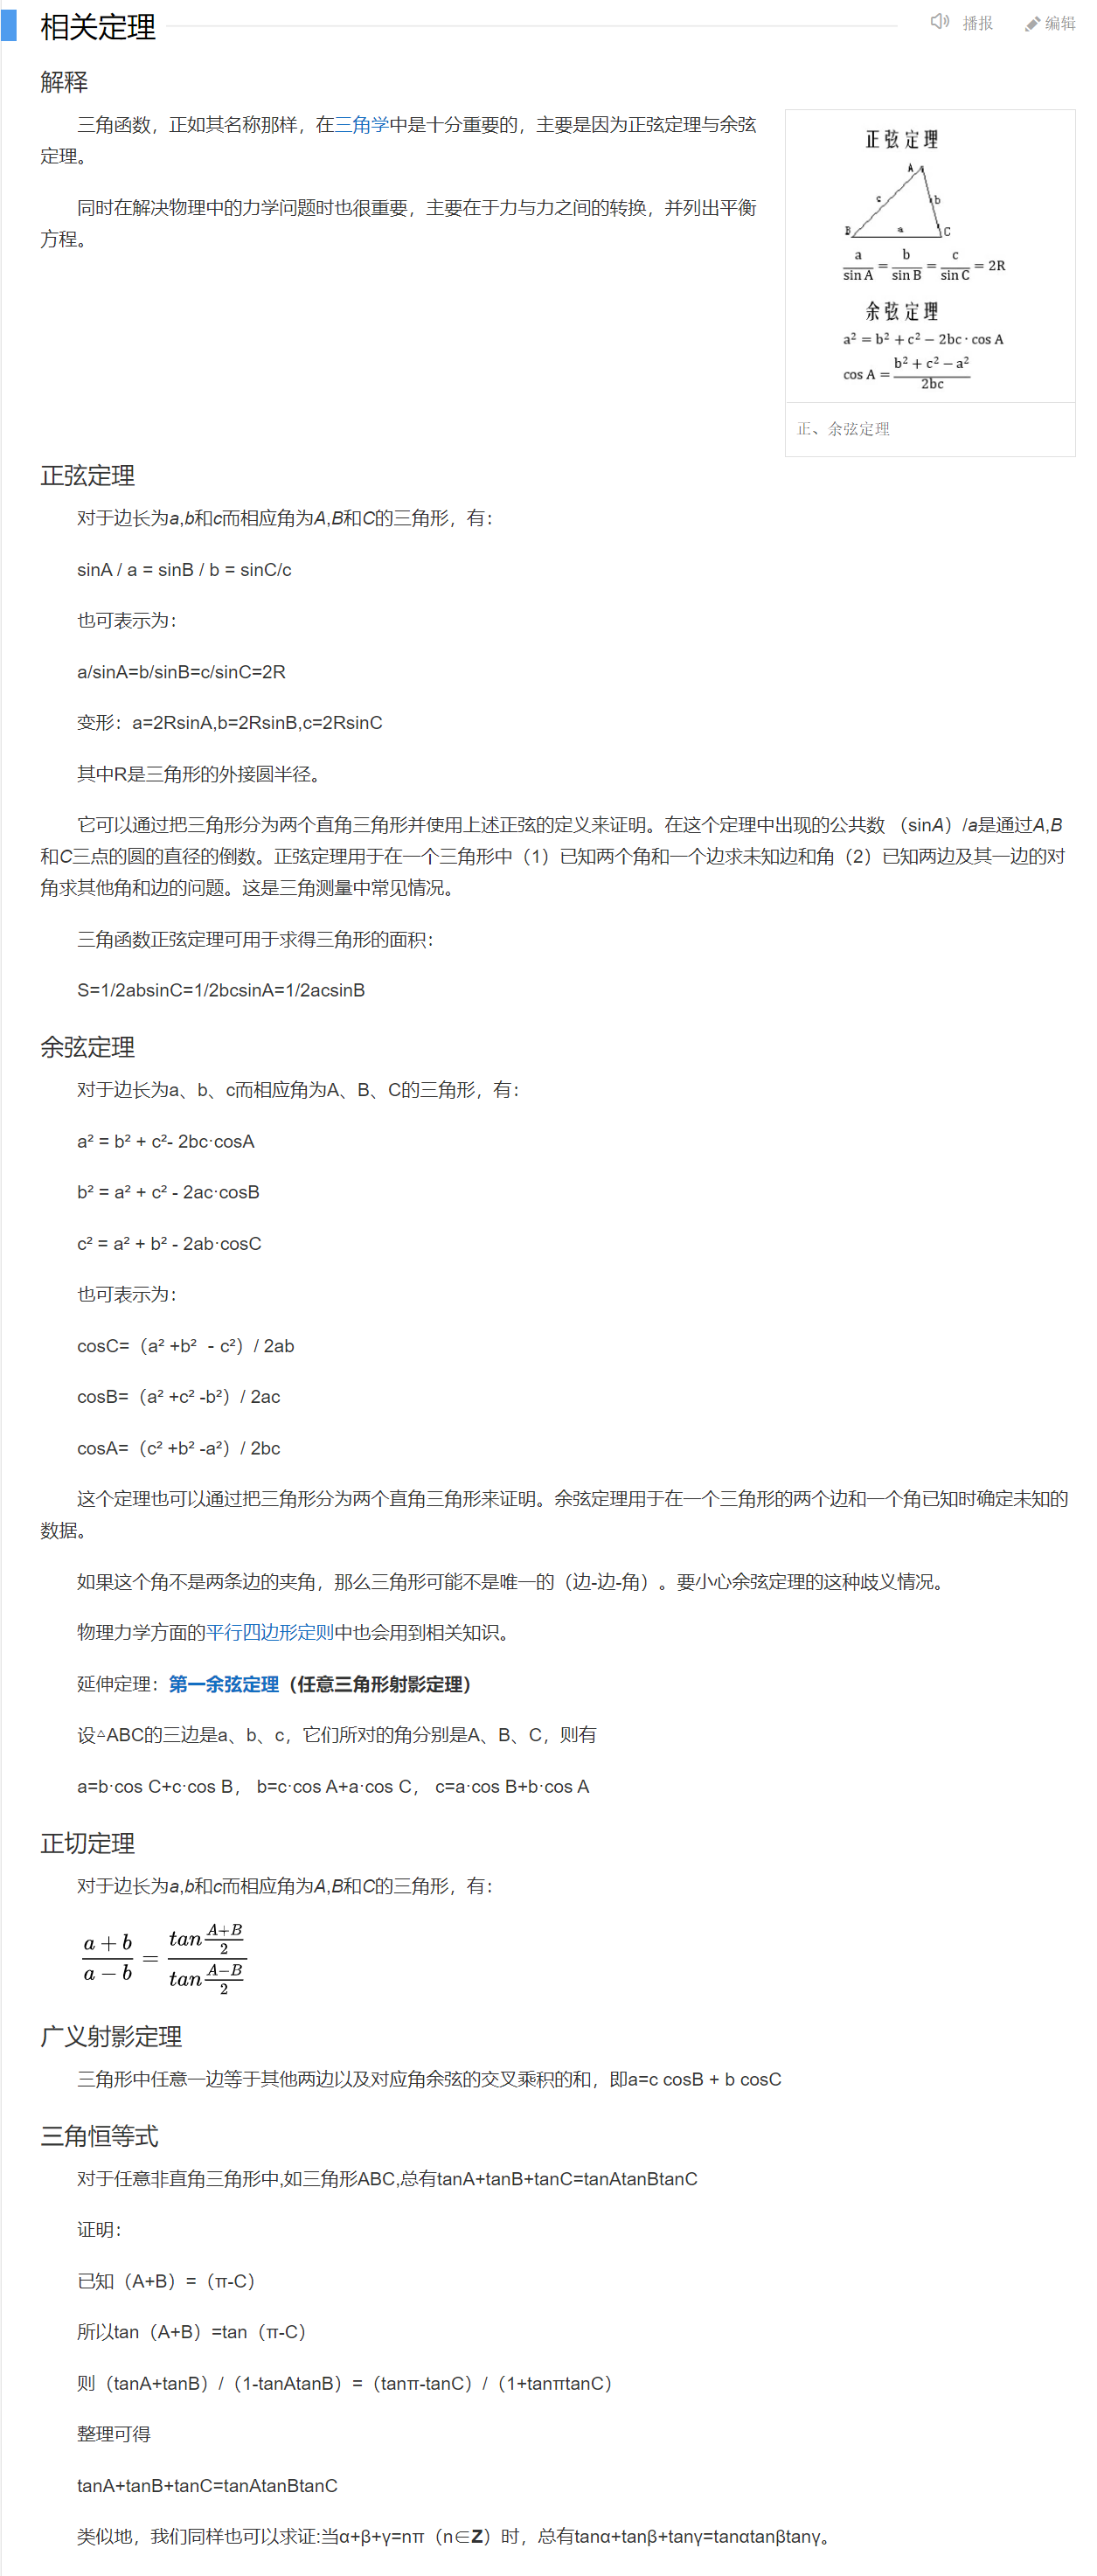 相关定理
播报
编辑
解释
三角函数，正如其名称那样，在三角学中是十分重要的，主要是因为正弦定理与余弦
定理。
同时在解决物理中的力学问题时也很重要，主要在于力与力之间的转换，并列出平衡
方程。
正弦定理
A
c
b
B
a
C
a/sin A = b/sin B = c/sin C = 2R
余弦定理
a² = b² + c² − 2bc · cos A
cos A = (b² + c² − a²)/2bc
正、余弦定理
正弦定理
对于边长为a,b和c而相应角为A,B和C的三角形，有：
sinA / a = sinB / b = sinC/c
也可表示为：
a/sinA=b/sinB=c/sinC=2R
变形：a=2RsinA,b=2RsinB,c=2RsinC
其中R是三角形的外接圆半径。
它可以通过把三角形分为两个直角三角形并使用上述正弦的定义来证明。在这个定理中出现的公共数 （sinA）/a是通过A,B
和C三点的圆的直径的倒数。正弦定理用于在一个三角形中（1）已知两个角和一个边求未知边和角（2）已知两边及其一边的对
角求其他角和边的问题。这是三角测量中常见情况。
三角函数正弦定理可用于求得三角形的面积：
S=1/2absinC=1/2bcsinA=1/2acsinB
余弦定理
对于边长为a、b、c而相应角为A、B、C的三角形，有：
a² = b² + c²- 2bc·cosA
b² = a² + c² - 2ac·cosB
c² = a² + b² - 2ab·cosC
也可表示为：
cosC=（a² +b² - c²）/ 2ab
cosB=（a² +c² -b²）/ 2ac
cosA=（c² +b² -a²）/ 2bc
这个定理也可以通过把三角形分为两个直角三角形来证明。余弦定理用于在一个三角形的两个边和一个角已知时确定未知的
数据。
如果这个角不是两条边的夹角，那么三角形可能不是唯一的（边-边-角）。要小心余弦定理的这种歧义情况。
物理力学方面的平行四边形定则中也会用到相关知识。
延伸定理：第一余弦定理（任意三角形射影定理）
设△ABC的三边是a、b、c，它们所对的角分别是A、B、C，则有
a=b·cos C+c·cos B， b=c·cos A+a·cos C， c=a·cos B+b·cos A
正切定理
对于边长为a,b和c而相应角为A,B和C的三角形，有：
(a + b)/(a − b) = (tan (A+B)/2)/(tan (A−B)/2)
广义射影定理
三角形中任意一边等于其他两边以及对应角余弦的交叉乘积的和，即a=c cosB + b cosC
三角恒等式
对于任意非直角三角形中,如三角形ABC,总有tanA+tanB+tanC=tanAtanBtanC
证明：
已知（A+B）=（π-C）
所以tan（A+B）=tan（π-C）
则（tanA+tanB）/（1-tanAtanB）=（tanπ-tanC）/（1+tanπtanC）
整理可得
tanA+tanB+tanC=tanAtanBtanC
类似地，我们同样也可以求证:当α+β+γ=nπ（n∈Z）时，总有tanα+tanβ+tanγ=tanαtanβtanγ。